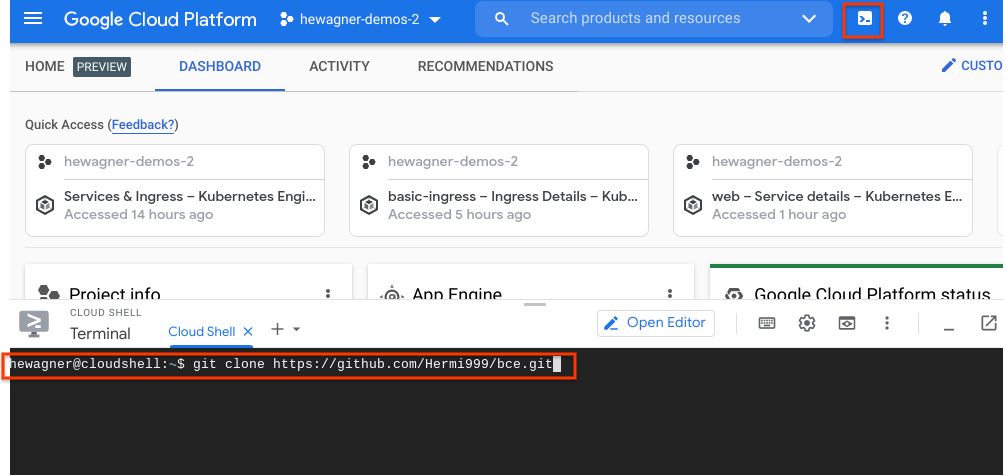 Google Cloud Platform hewagner-demos-2 Search products and resources
HOME PREVIEW DASHBOARD ACTIVITY RECOMMENDATIONS CUSTO
Quick Access (Feedback?)
hewagner-demos-2
Services & Ingress – Kubernetes Engi...
Accessed 14 hours ago
hewagner-demos-2
basic-ingress – Ingress Details – Kub...
Accessed 5 hours ago
hewagner-demos-2
web – Service details – Kubernetes E...
Accessed 1 hour ago
Project info
App Engine
Google Cloud Platform status
CLOUD SHELL
Terminal
Cloud Shell
Open Editor
hewagner@cloudshell:~$ git clone https://github.com/Hermi999/bce.git